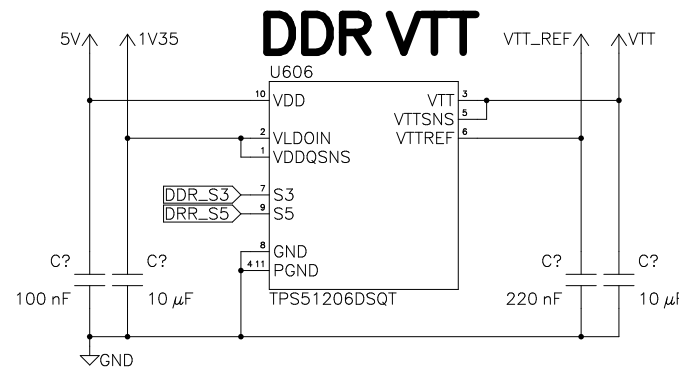 DDR VTT
5V 1V35 VTT_REF VTT
U606
10 VDD VTT 3
VTTSNS 5
2 VLDOIN VTTREF 6
1 VDDQSNS
DDR_S3 7 S3
DRR_S5 9 S5
8 GND
4 11 PGND
C? C? C? C?
100 nF 10 µF TPS51206DSQT 220 nF 10 µF
GND